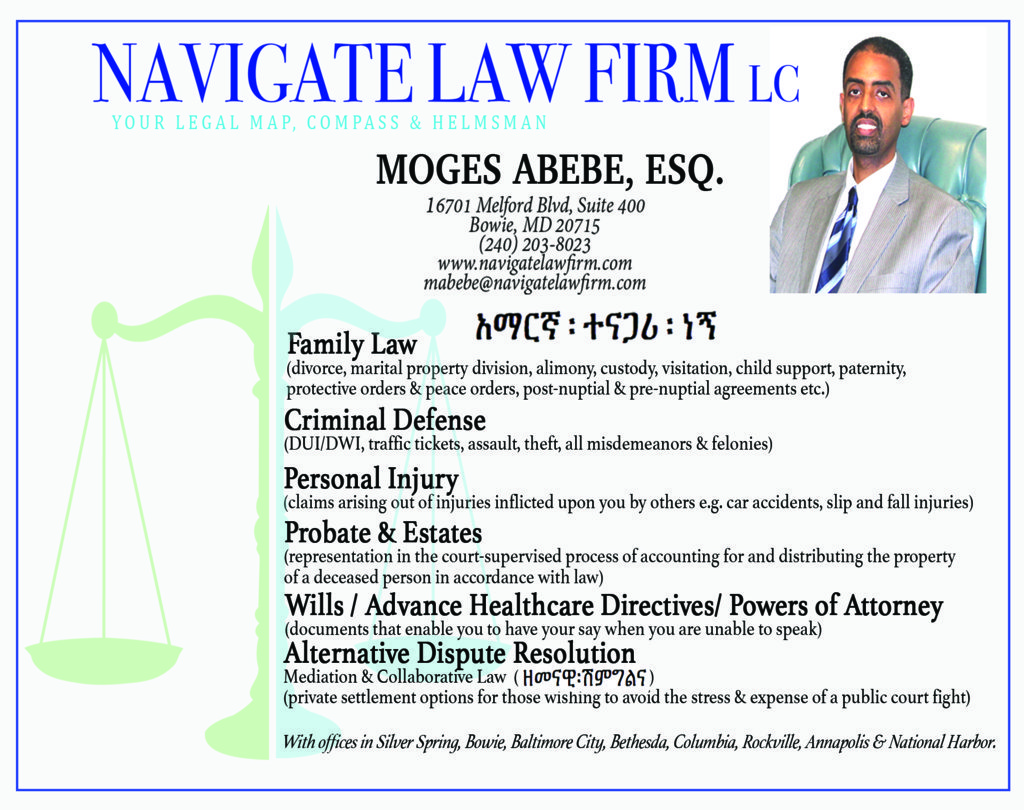 NAVIGATE LAW FIRM LC
YOUR LEGAL MAP, COMPASS & HELMSMAN
MOGES ABEBE, ESQ.
16701 Melford Blvd, Suite 400
Bowie, MD 20715
(240) 203-8023
www.navigatelawfirm.com
mabebe@navigatelawfirm.com
አማርኛ ፡ ተናጋሪ ፡ ነኝ
Family Law
(divorce, marital property division, alimony, custody, visitation, child support, paternity,
protective orders & peace orders, post-nuptial & pre-nuptial agreements etc.)
Criminal Defense
(DUI/DWI, traffic tickets, assault, theft, all misdemeanors & felonies)
Personal Injury
(claims arising out of injuries inflicted upon you by others e.g. car accidents, slip and fall injuries)
Probate & Estates
(representation in the court-supervised process of accounting for and distributing the property
of a deceased person in accordance with law)
Wills / Advance Healthcare Directives/ Powers of Attorney
(documents that enable you to have your say when you are unable to speak)
Alternative Dispute Resolution
Mediation & Collaborative Law ( ዘመናዊ፡ሽምግልና )
(private settlement options for those wishing to avoid the stress & expense of a public court fight)
With offices in Silver Spring, Bowie, Baltimore City, Bethesda, Columbia, Rockville, Annapolis & National Harbor.